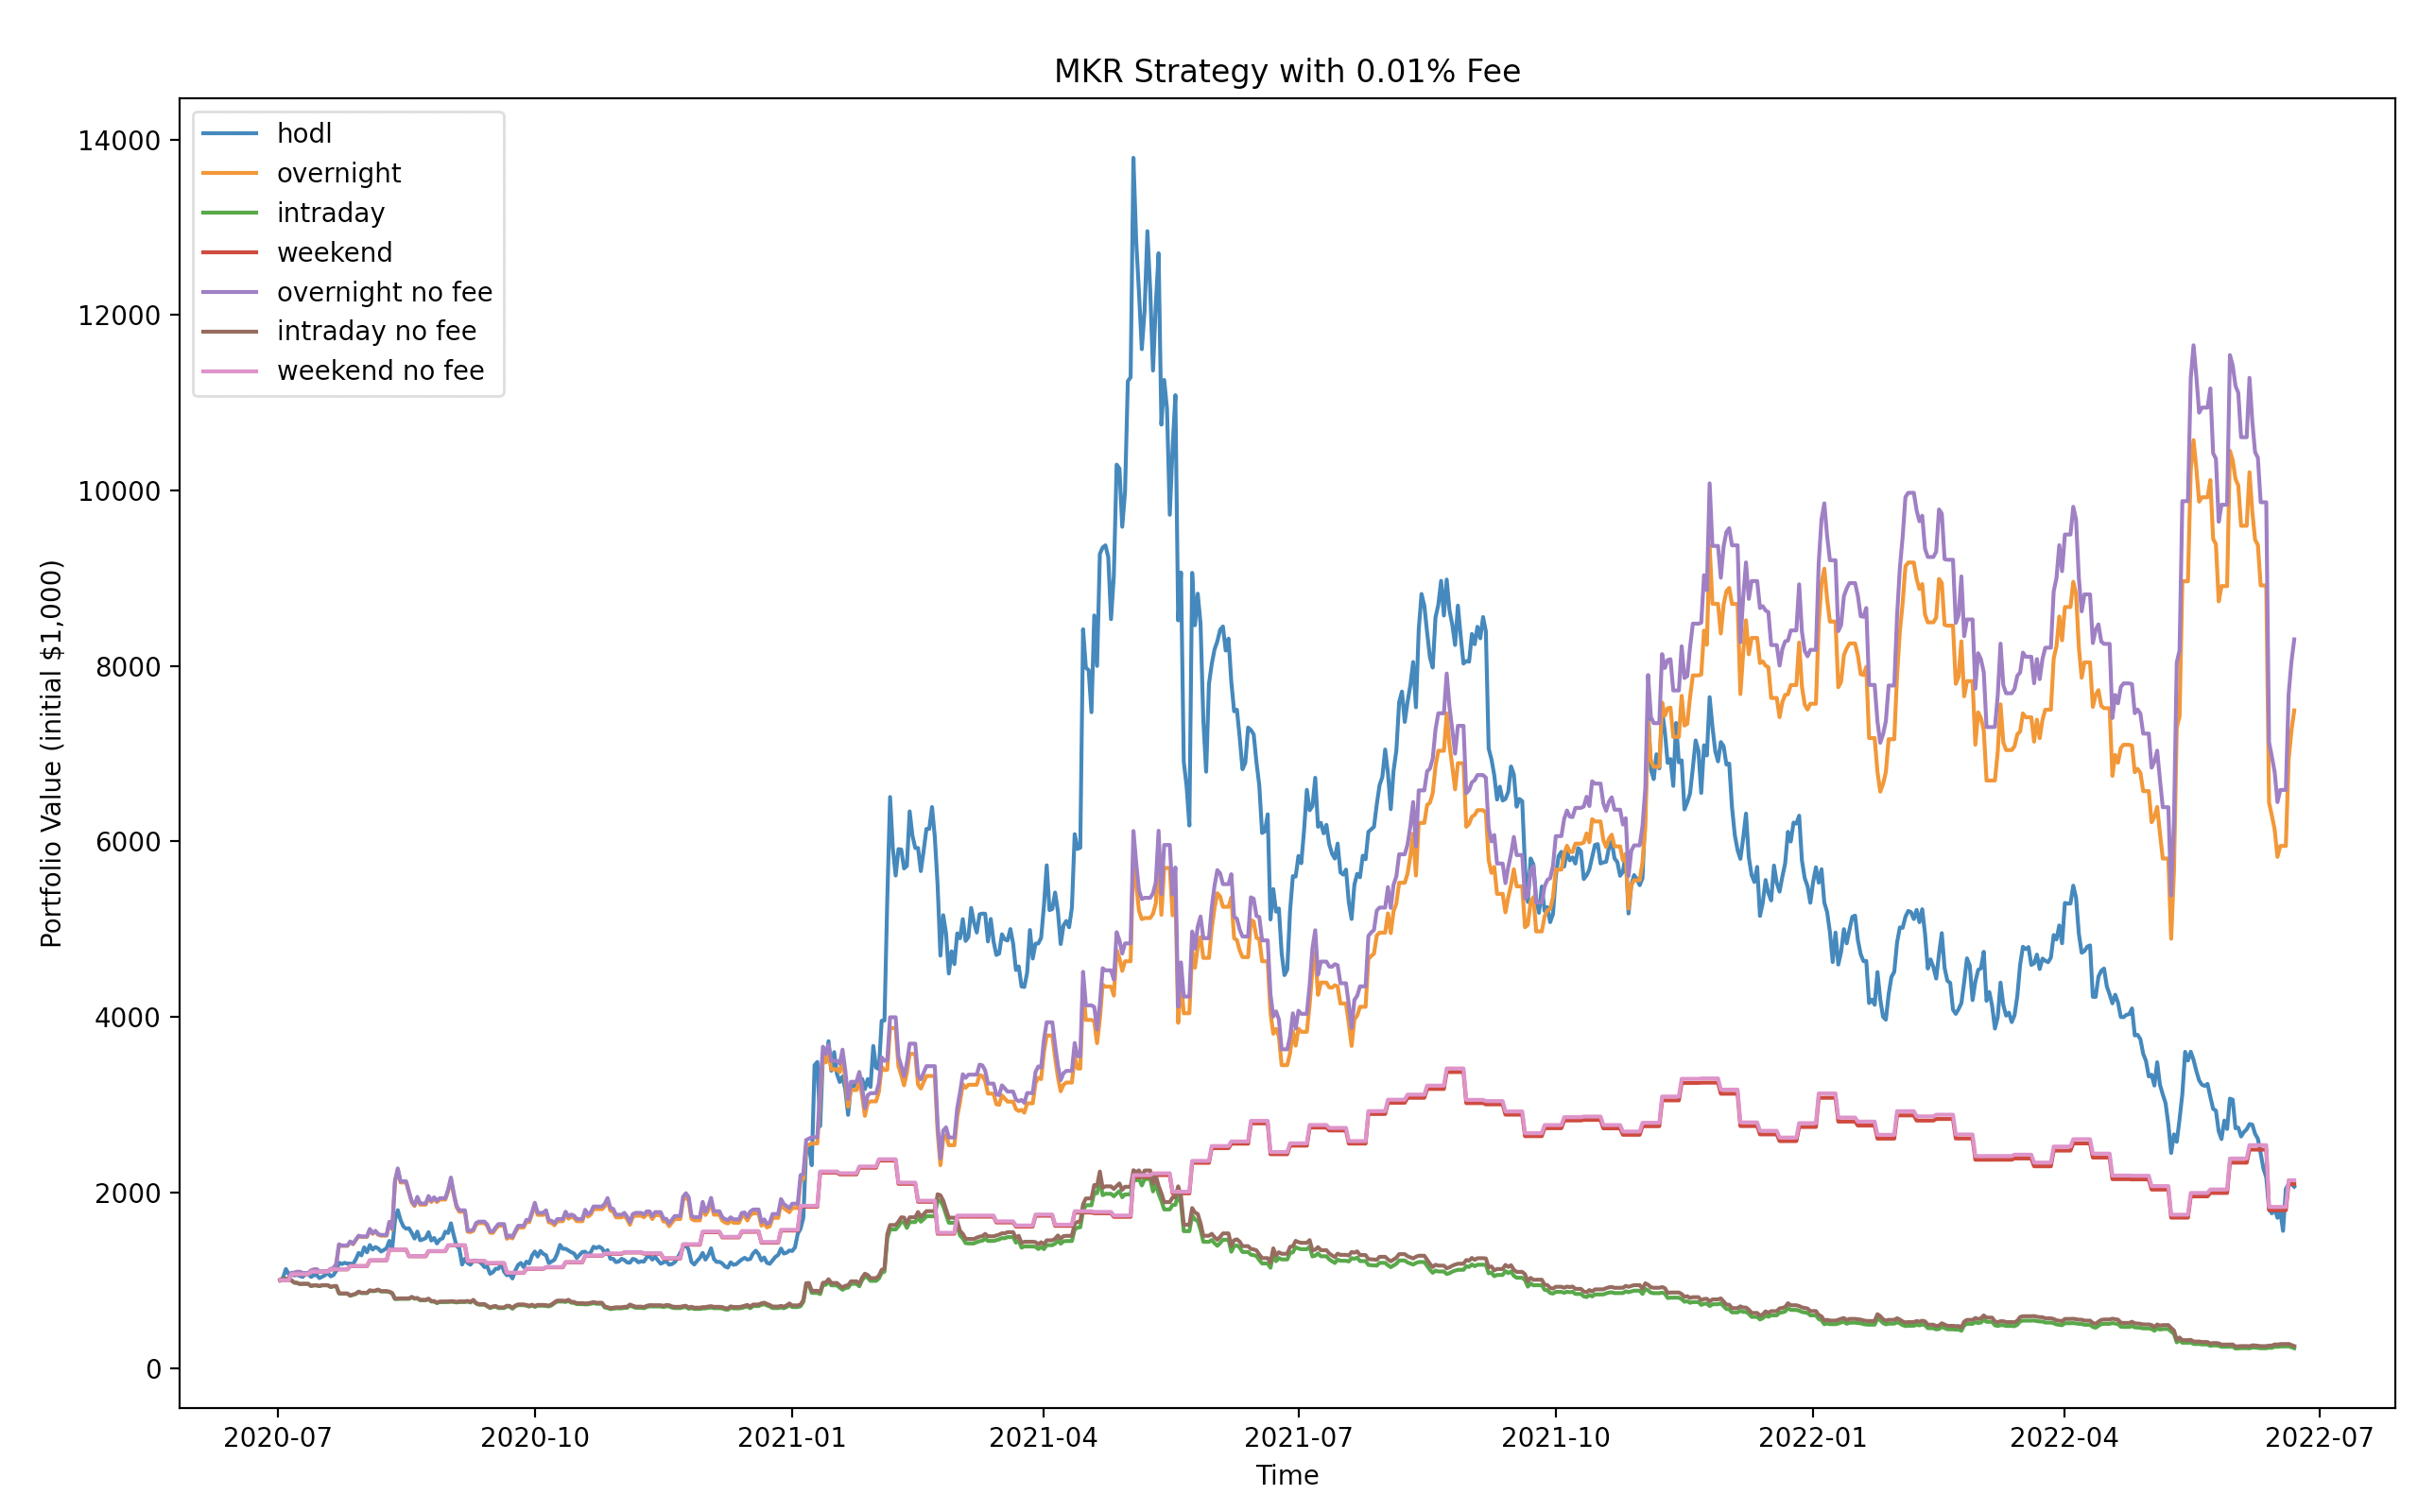 MKR Strategy with 0.01% Fee
hodl
overnight
intraday
weekend
overnight no fee
intraday no fee
weekend no fee
14000
12000
10000
8000
6000
4000
2000
0
Portfolio Value (initial $1,000)
2020-07 2020-10 2021-01 2021-04 2021-07 2021-10 2022-01 2022-04 2022-07
Time